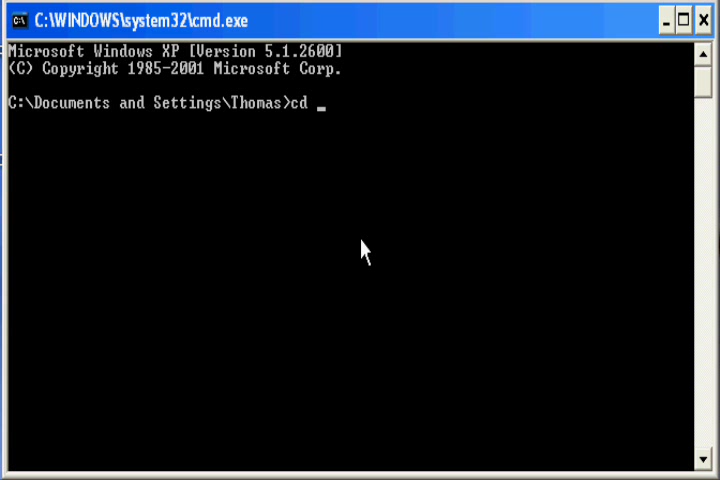 C:\WINDOWS\system32\cmd.exe
Microsoft Windows XP [Version 5.1.2600]
(C) Copyright 1985-2001 Microsoft Corp.
C:\Documents and Settings\Thomas>cd _